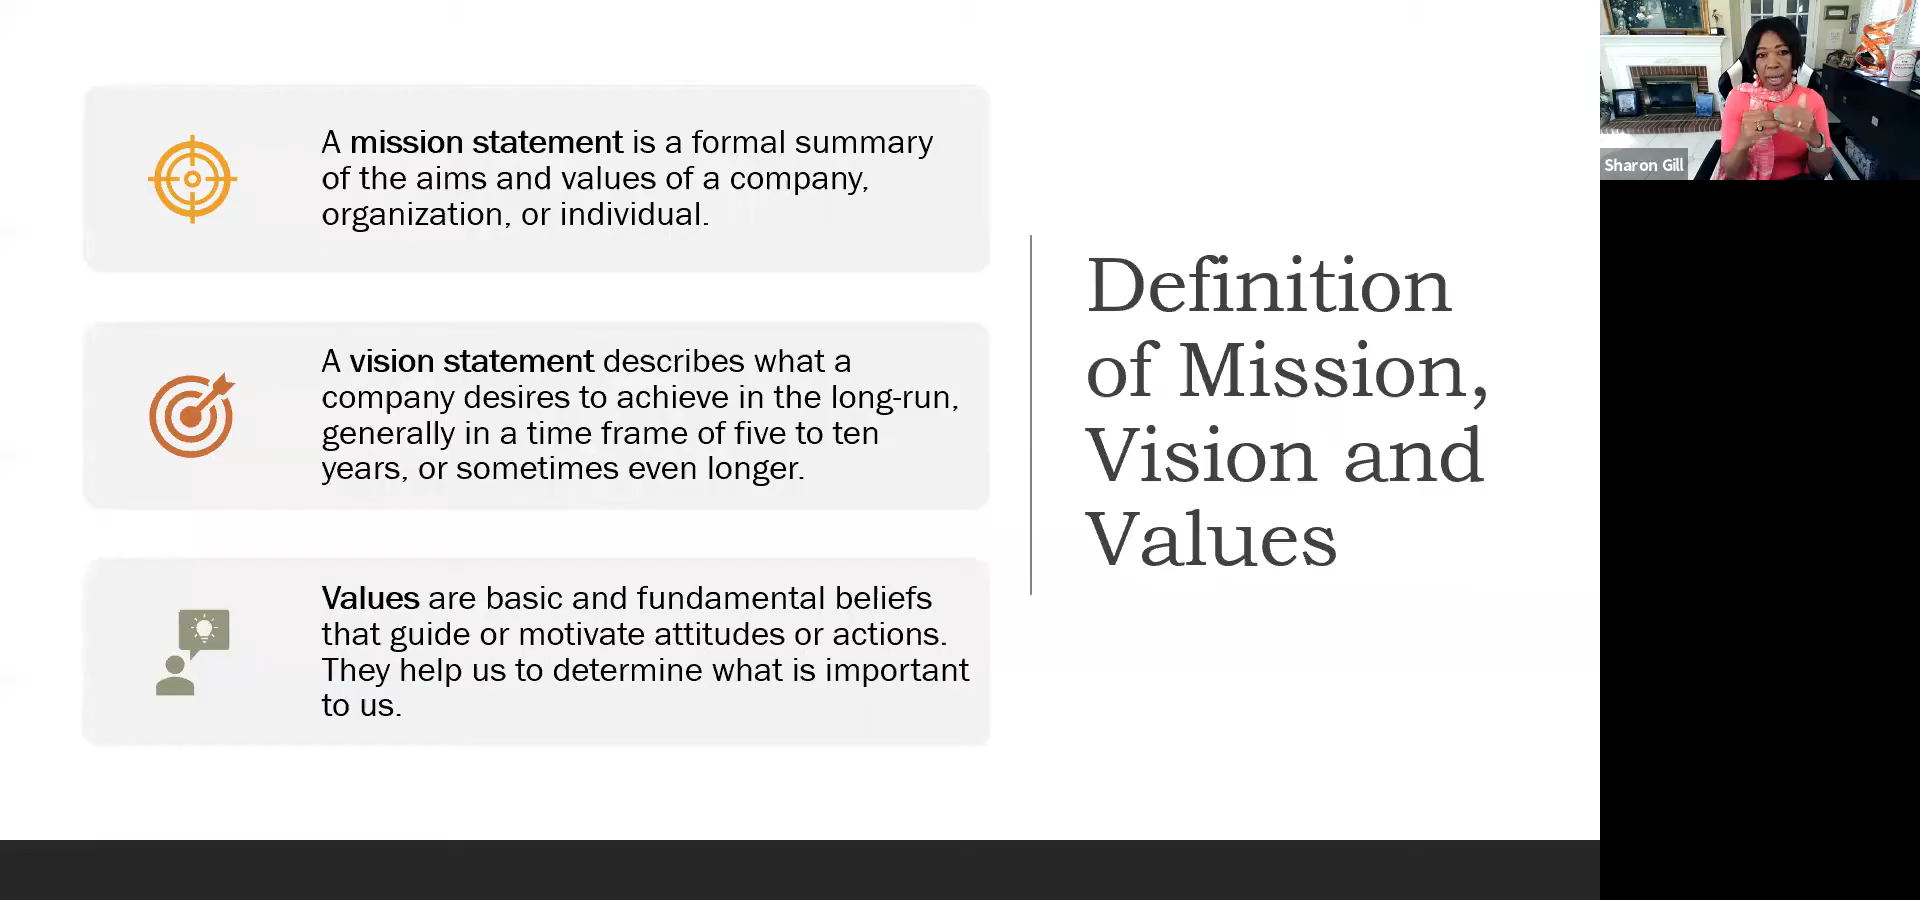 A mission statement is a formal summary
of the aims and values of a company,
organization, or individual.
A vision statement describes what a
company desires to achieve in the long-run,
generally in a time frame of five to ten
years, or sometimes even longer.
Values are basic and fundamental beliefs
that guide or motivate attitudes or actions.
They help us to determine what is important
to us.
Definition
of Mission,
Vision and
Values
Sharon Gill